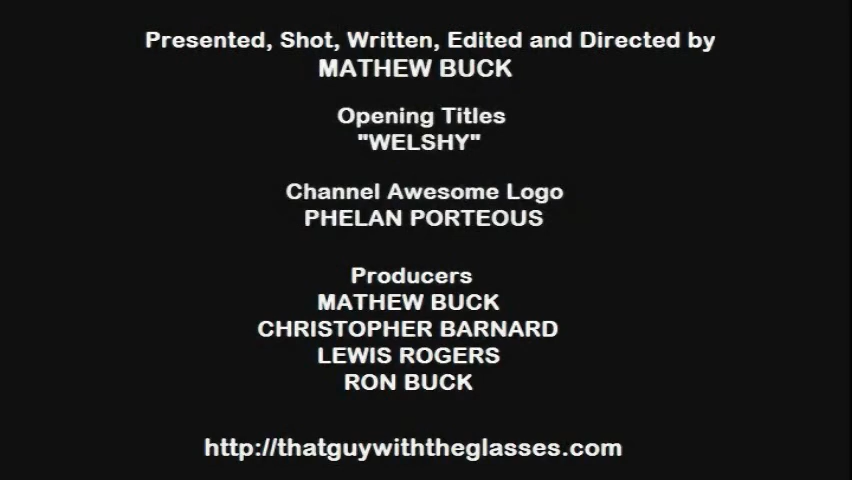 Presented, Shot, Written, Edited and Directed by
MATHEW BUCK
Opening Titles
"WELSHY"
Channel Awesome Logo
PHELAN PORTEOUS
Producers
MATHEW BUCK
CHRISTOPHER BARNARD
LEWIS ROGERS
RON BUCK
http://thatguywiththeglasses.com